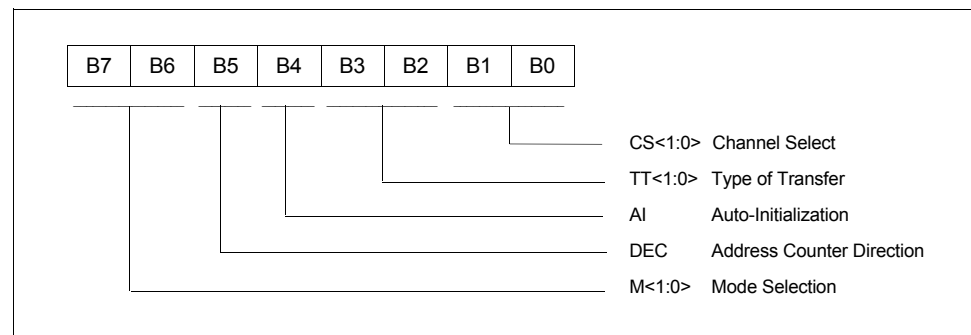 B7 B6 B5 B4 B3 B2 B1 B0
CS<1:0> Channel Select
TT<1:0> Type of Transfer
AI Auto-Initialization
DEC Address Counter Direction
M<1:0> Mode Selection